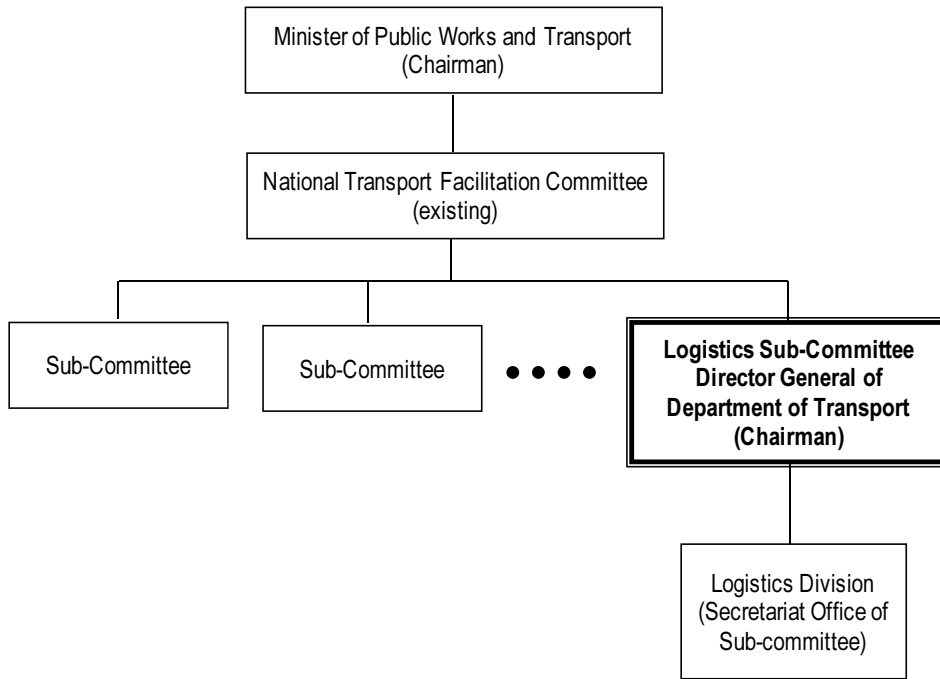 Minister of Public Works and Transport
(Chairman)
National Transport Facilitation Committee
(existing)
Sub-Committee
Sub-Committee
Logistics Sub-Committee
Director General of
Department of Transport
(Chairman)
Logistics Division
(Secretariat Office of
Sub-committee)